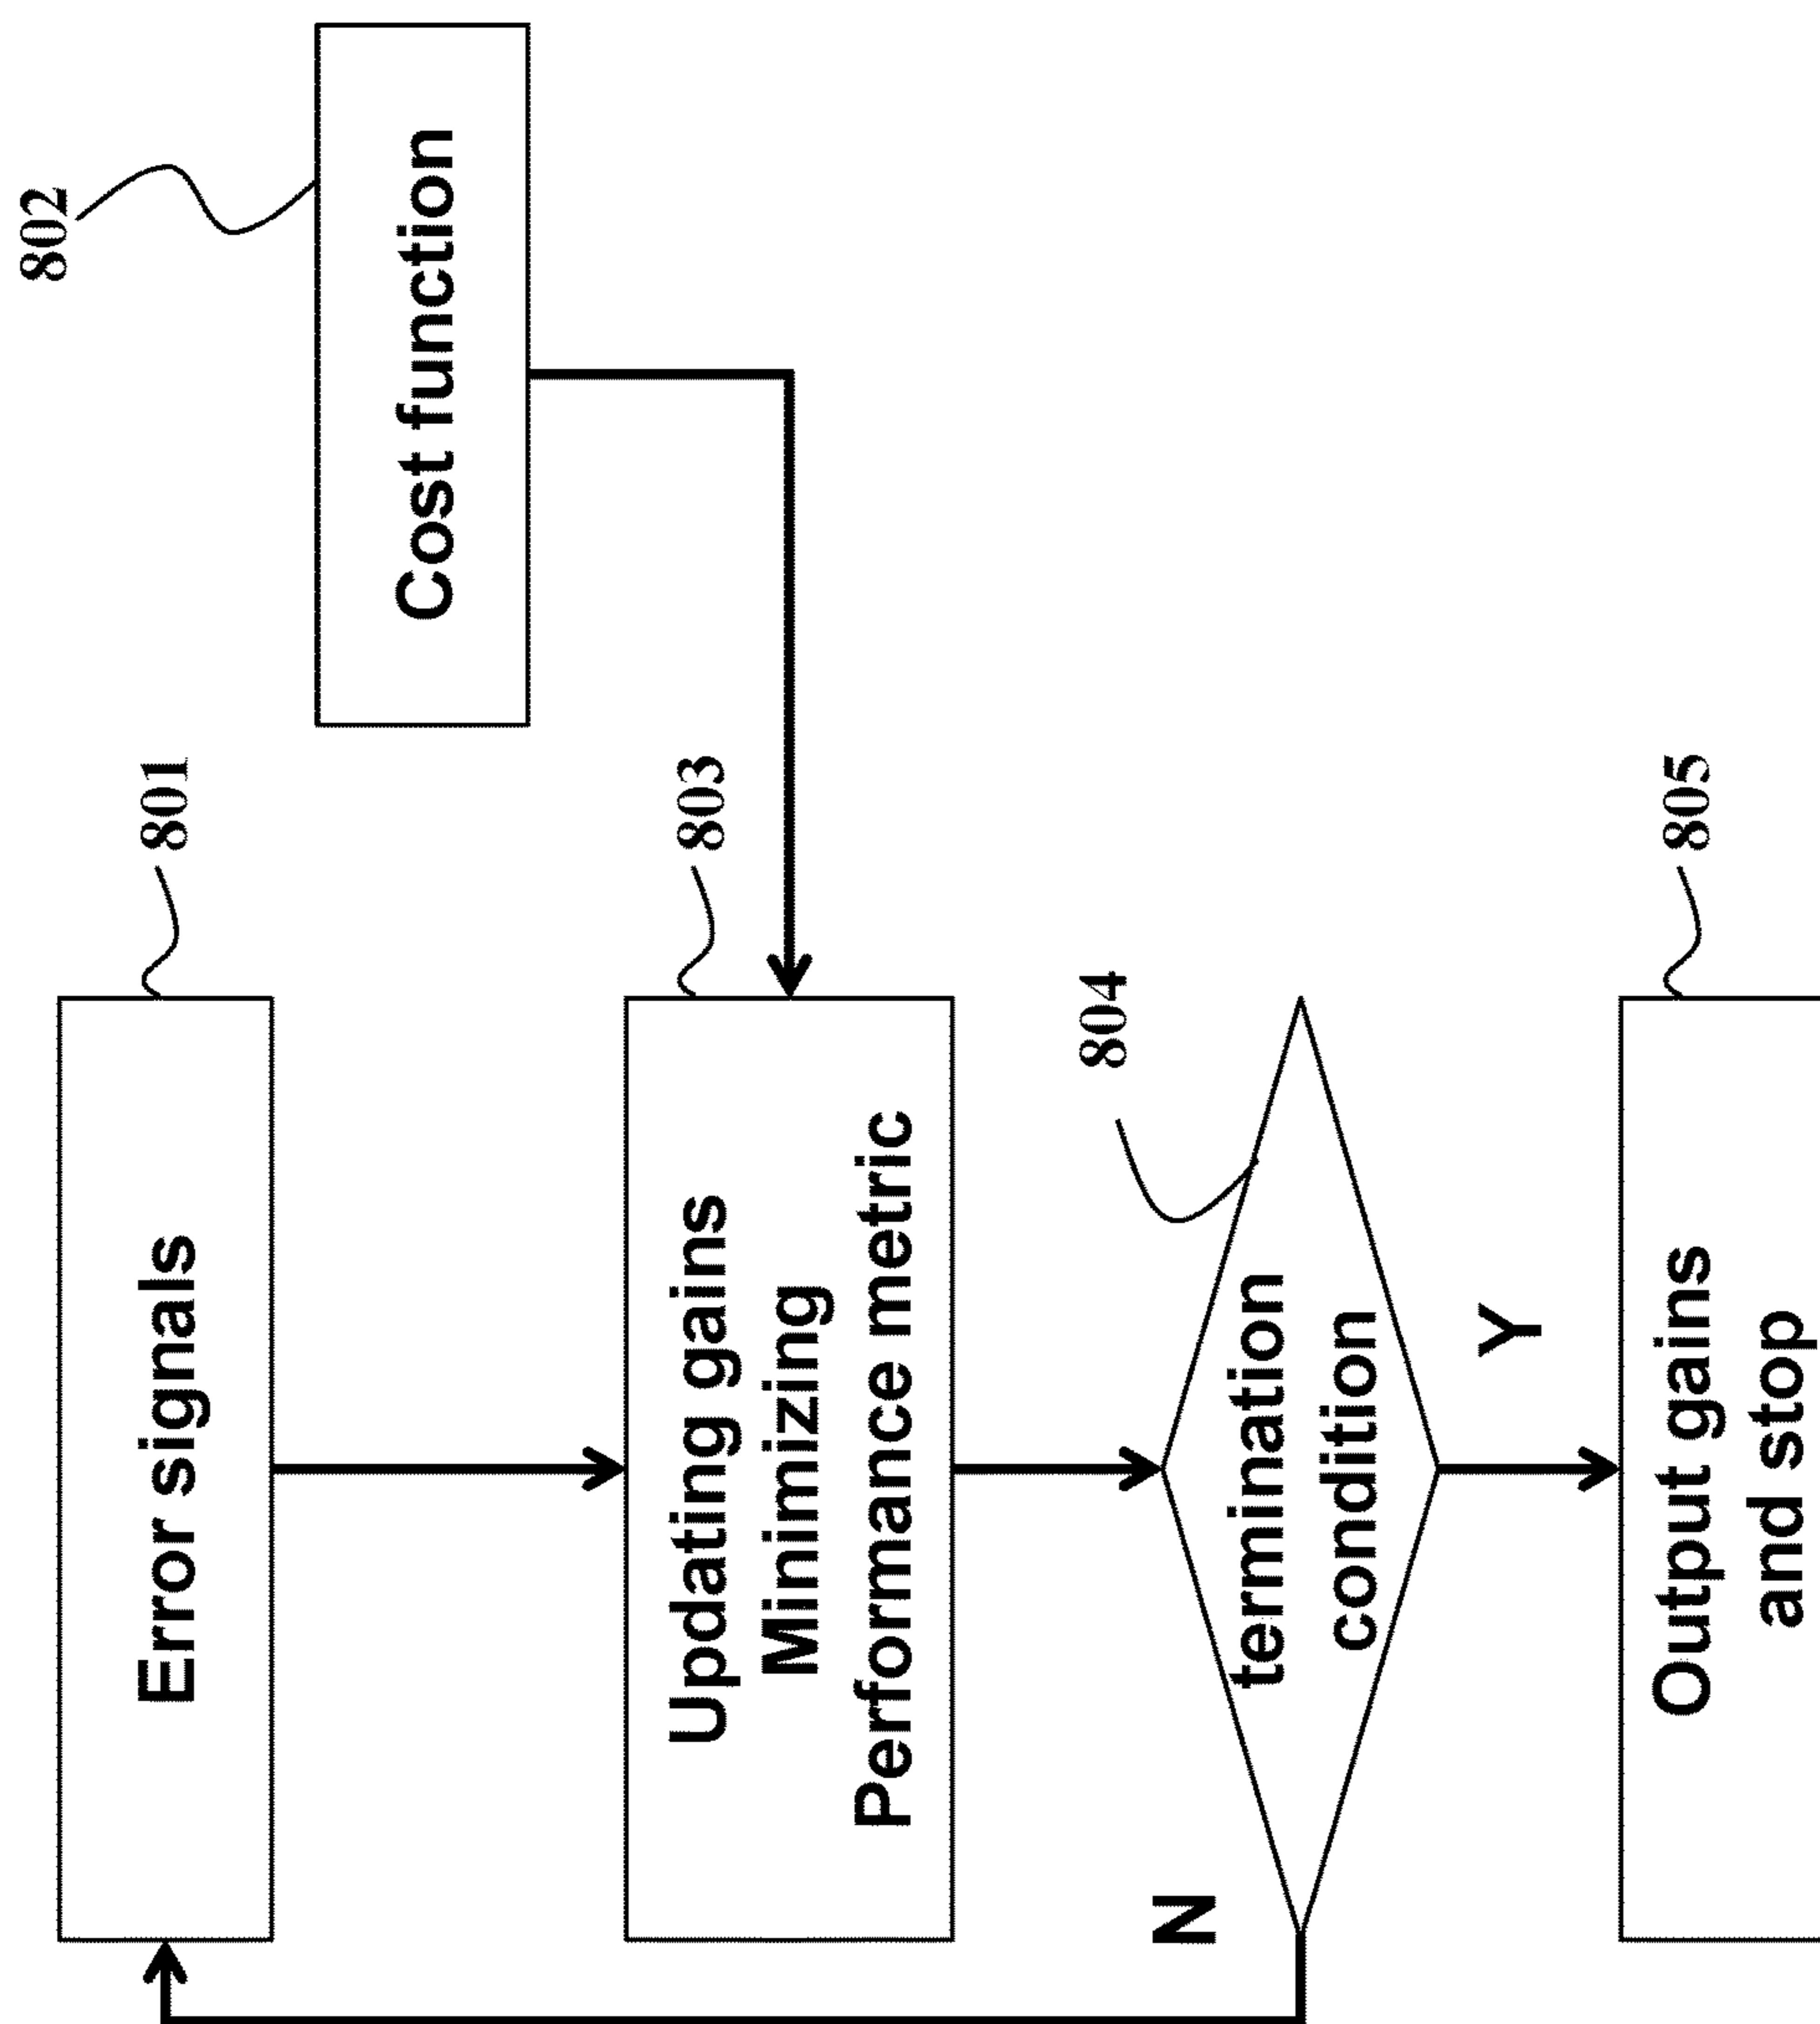 802
Cost function
801
Error signals
803
Updating gains
Minimizing
Performance metric
804
termination
condition
N
Y
805
Output gains
and stop